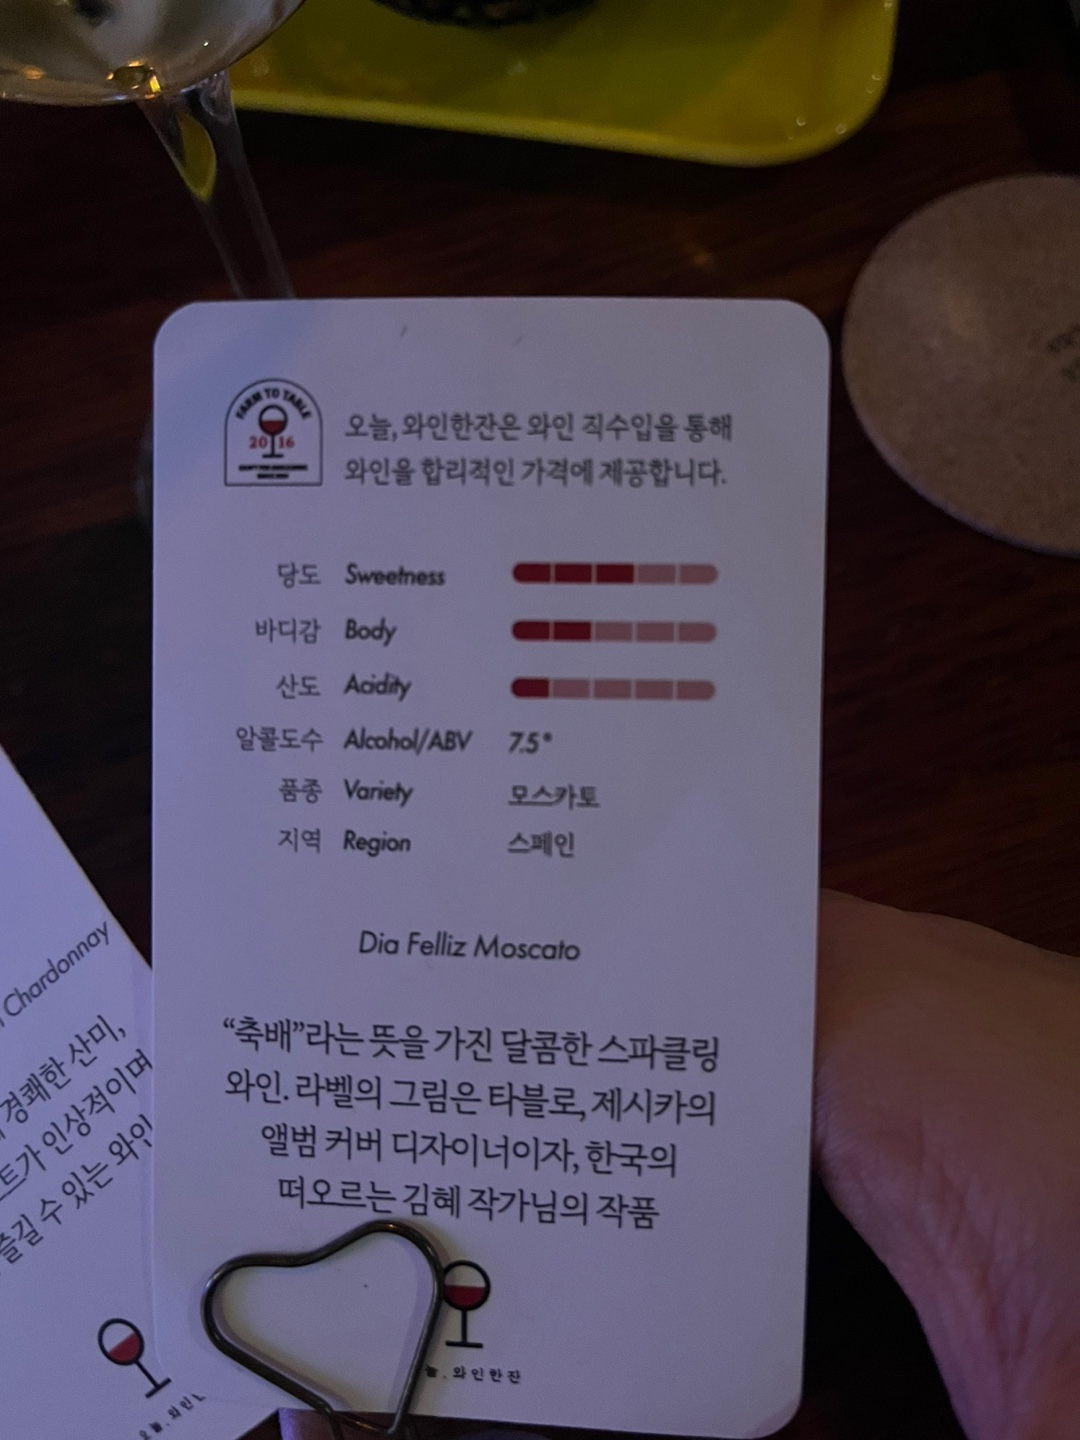 FARM TO TABLE
2016
오늘, 와인한잔은 와인 직수입을 통해
와인을 합리적인 가격에 제공합니다.
당도 Sweetness
바디감 Body
산도 Acidity
알콜도수 Alcohol/ABV 7.5°
품종 Variety 모스카토
지역 Region 스페인
Dia Felliz Moscato
“축배”라는 뜻을 가진 달콤한 스파클링
와인. 라벨의 그림은 타블로, 제시카의
앨범 커버 디자이너이자, 한국의
떠오르는 김혜 작가님의 작품
늘, 와인한잔
Chardonnay
경쾌한 산미,
트가 인상적이며
즐길 수 있는 와인
오늘, 와인